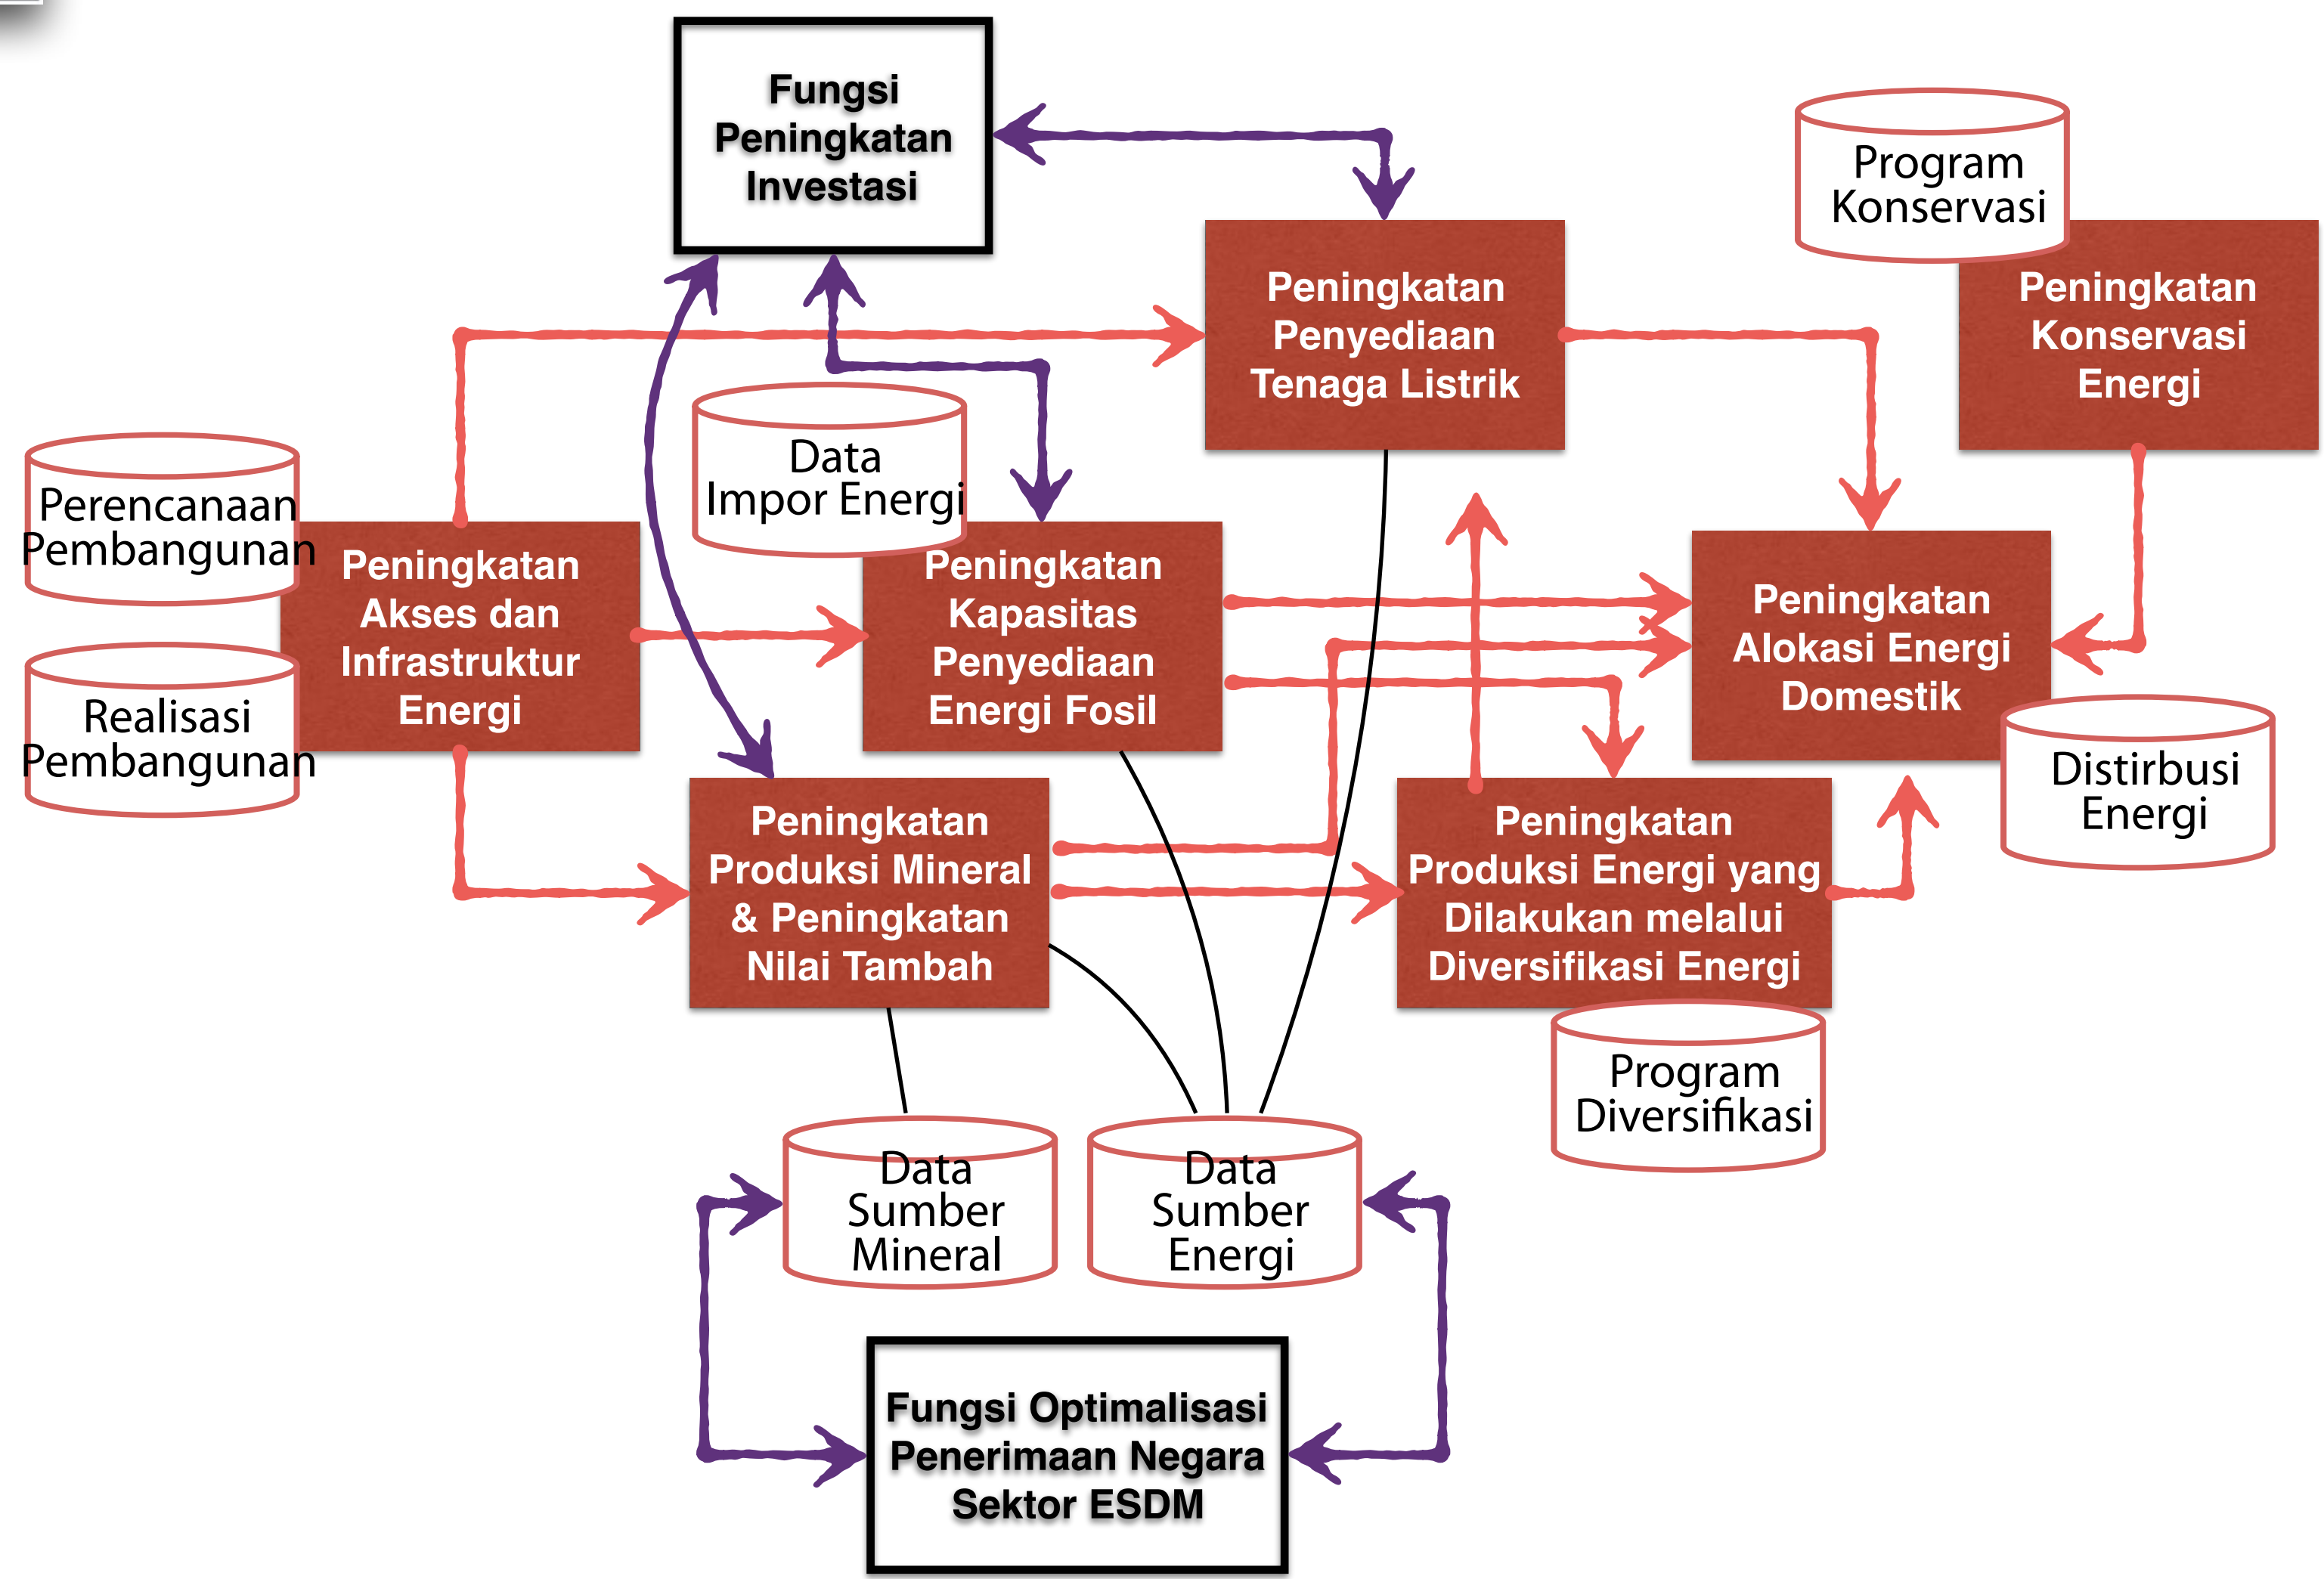 Fungsi
Peningkatan
Investasi
Program
Konservasi
Peningkatan
Penyediaan
Tenaga Listrik
Peningkatan
Konservasi
Energi
Data
Impor Energi
Perencanaan
Pembangunan
Peningkatan
Akses dan
Infrastruktur
Energi
Realisasi
Pembangunan
Peningkatan
Kapasitas
Penyediaan
Energi Fosil
Peningkatan
Alokasi Energi
Domestik
Distirbusi
Energi
Peningkatan
Produksi Mineral
& Peningkatan
Nilai Tambah
Peningkatan
Produksi Energi yang
Dilakukan melalui
Diversifikasi Energi
Program
Diversifikasi
Data
Sumber
Mineral
Data
Sumber
Energi
Fungsi Optimalisasi
Penerimaan Negara
Sektor ESDM